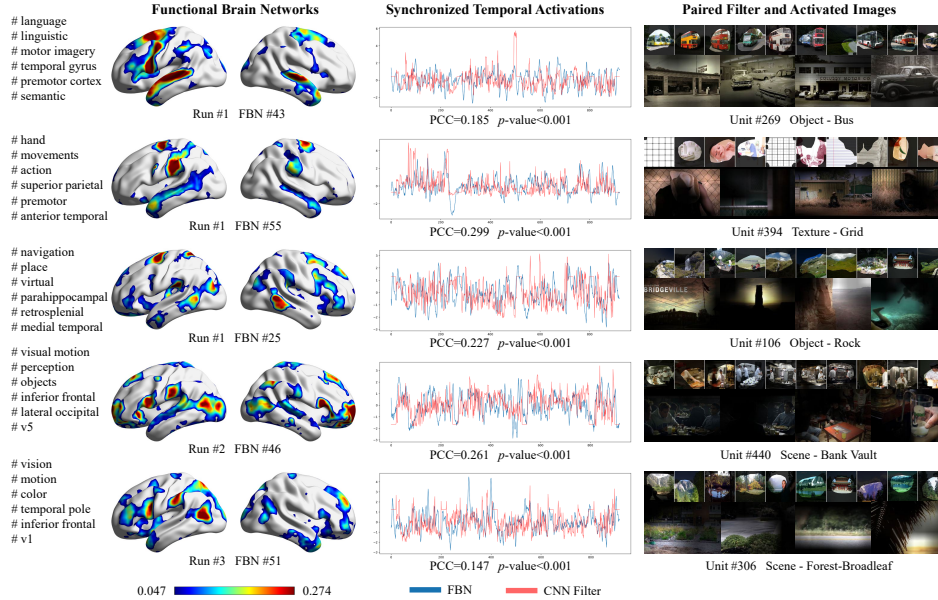 Functional Brain Networks
Synchronized Temporal Activations
Paired Filter and Activated Images
# language
# linguistic
# motor imagery
# temporal gyrus
# premotor cortex
# semantic
Run #1 FBN #43
PCC=0.185 p-value<0.001
Unit #269 Object - Bus
# hand
# movements
# action
# superior parietal
# premotor
# anterior temporal
Run #1 FBN #55
PCC=0.299 p-value<0.001
Unit #394 Texture - Grid
# navigation
# place
# virtual
# parahippocampal
# retrosplenial
# medial temporal
Run #1 FBN #25
PCC=0.227 p-value<0.001
BRIDGEVILLE
Unit #106 Object - Rock
# visual motion
# perception
# objects
# inferior frontal
# lateral occipital
# v5
Run #2 FBN #46
PCC=0.261 p-value<0.001
Unit #440 Scene - Bank Vault
# vision
# motion
# color
# temporal pole
# inferior frontal
# v1
Run #3 FBN #51
PCC=0.147 p-value<0.001
Unit #306 Scene - Forest-Broadleaf
0.047 0.274
FBN
CNN Filter